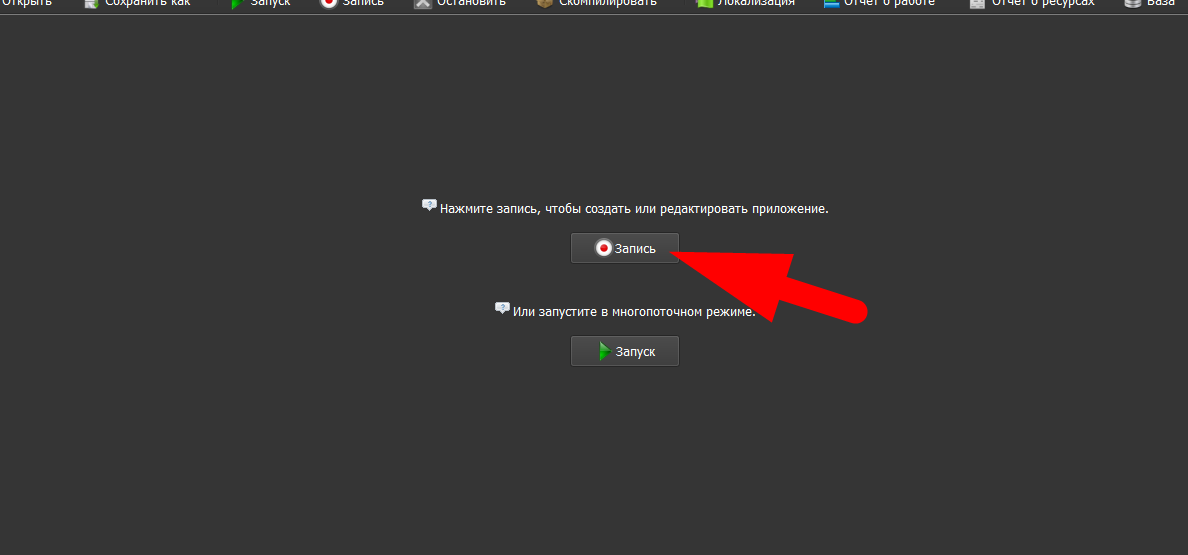 Открыть Сохранить как Запуск Запись Остановить Скомпилировать Локализация Отчет о работе Отчет о ресурсах База
Нажмите запись, чтобы создать или редактировать приложение.
Запись
Или запустите в многопоточном режиме.
Запуск